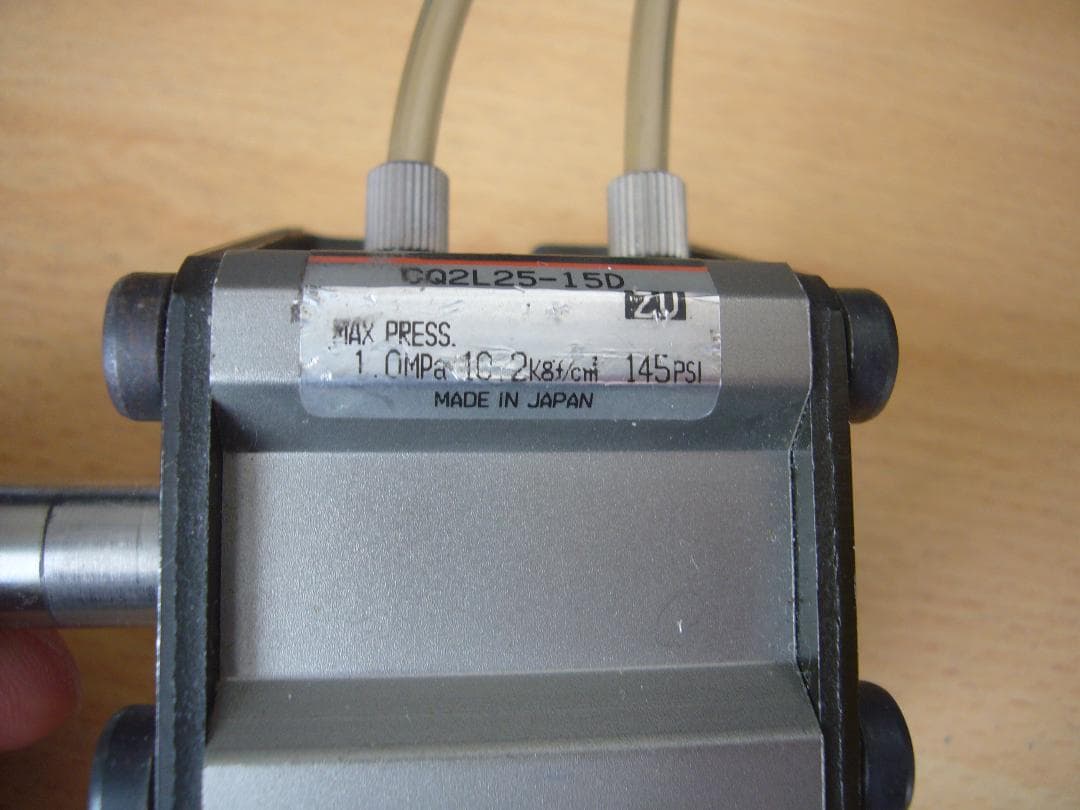 CQ2L25-15D
ZU
MAX PRESS.
1.0MPa 10.2Kgf/cm² 145PSI
MADE IN JAPAN